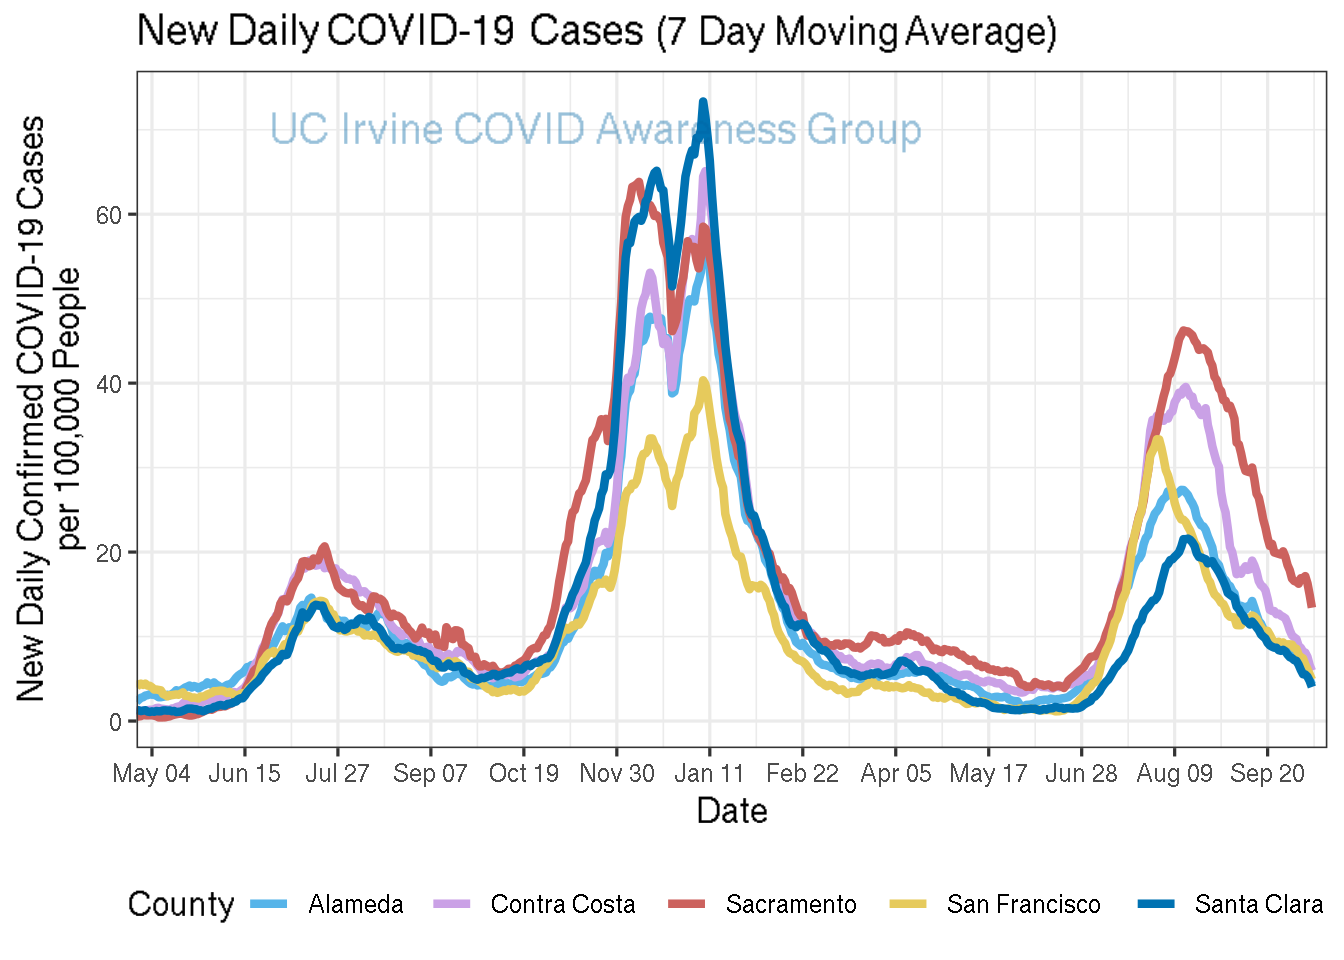 New Daily COVID-19 Cases (7 Day Moving Average)
UC Irvine COVID Awareness Group
New Daily Confirmed COVID-19 Cases
per 100,000 People
60
40
20
0
May 04 Jun 15 Jul 27 Sep 07 Oct 19 Nov 30 Jan 11 Feb 22 Apr 05 May 17 Jun 28 Aug 09 Sep 20
Date
County Alameda Contra Costa Sacramento San Francisco Santa Clara